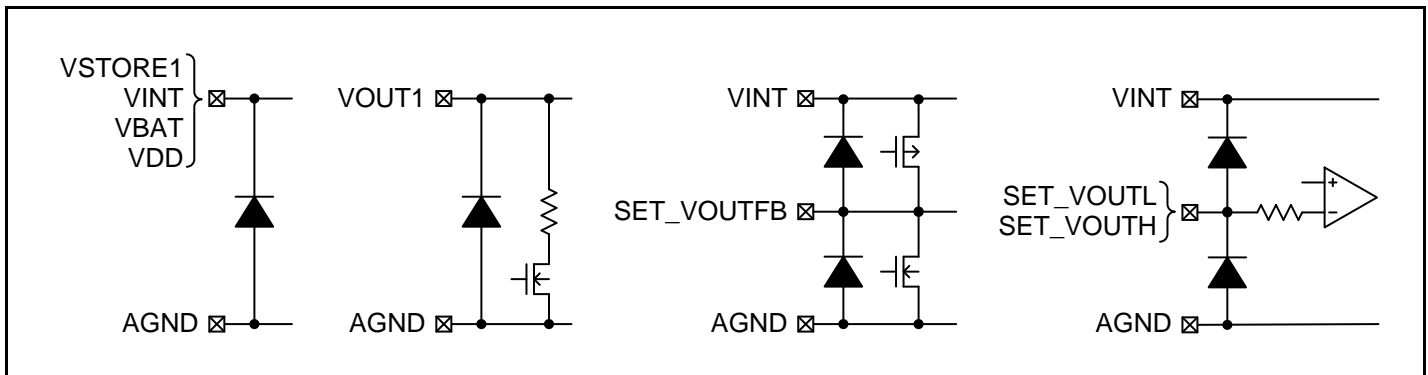 VSTORE1
VINT
VBAT
VDD
AGND
VOUT1
AGND
VINT
SET_VOUTFB
AGND
VINT
SET_VOUTL
SET_VOUTH
+
-
AGND